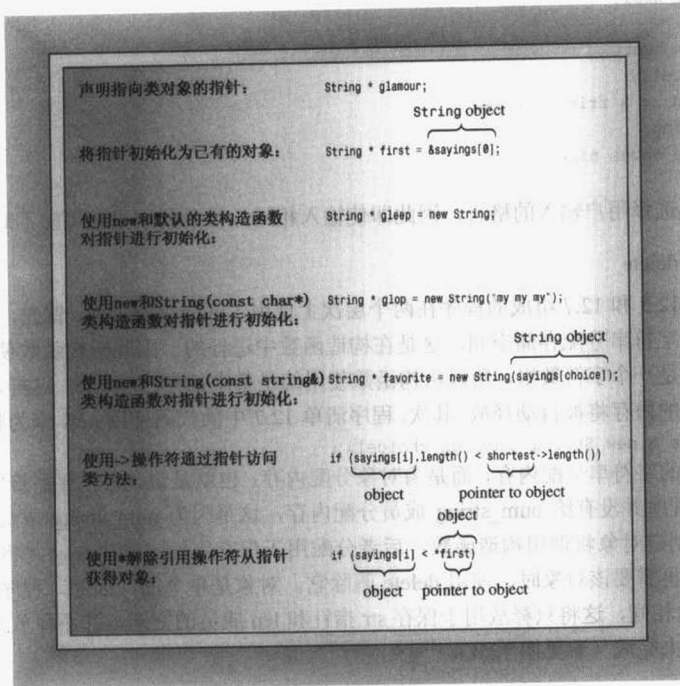 声明指向类对象的指针： String * glamour;
String object
将指针初始化为已有的对象： String * first = &sayings[0];
使用new和默认的类构造函数 String * gleep = new String;
对指针进行初始化：
使用new和String(const char*) String * glop = new String("my my my");
类构造函数对指针进行初始化：
String object
使用new和String(const string&) String * favorite = new String(sayings[choice]);
类构造函数对指针进行初始化：
使用->操作符通过指针访问 if (sayings[i].length() < shortest->length())
类方法：
object pointer to object
object
使用*解除引用操作符从指针 if (sayings[i] < *first)
获得对象：
object pointer to object